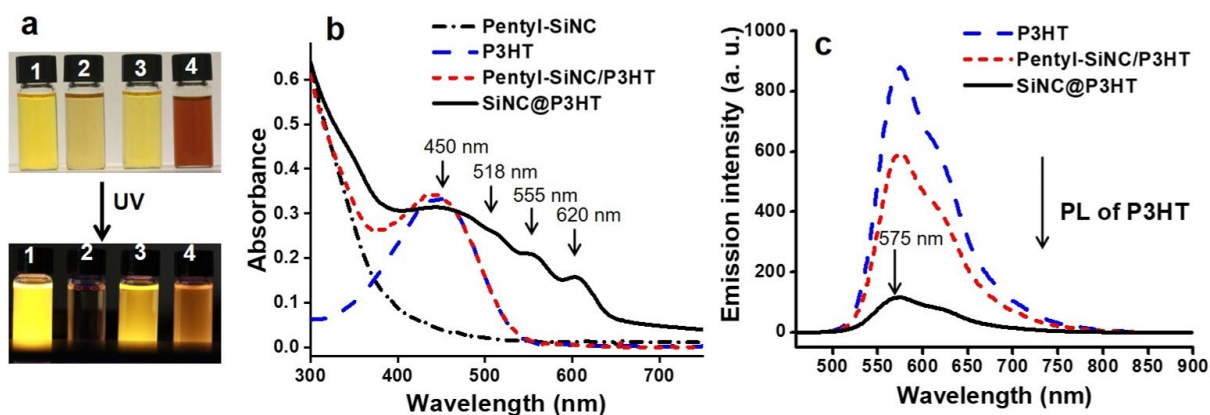 a
1 2 3 4
UV
1 2 3 4
b
Pentyl-SiNC
P3HT
Pentyl-SiNC/P3HT
SiNC@P3HT
450 nm
518 nm
555 nm
620 nm
Absorbance
0.6
0.5
0.4
0.3
0.2
0.1
0.0
300 400 500 600 700
Wavelength (nm)
c
P3HT
Pentyl-SiNC/P3HT
SiNC@P3HT
PL of P3HT
575 nm
Emission intensity (a. u.)
1000
800
600
400
200
0
500 550 600 650 700 750 800 850 900
Wavelength (nm)